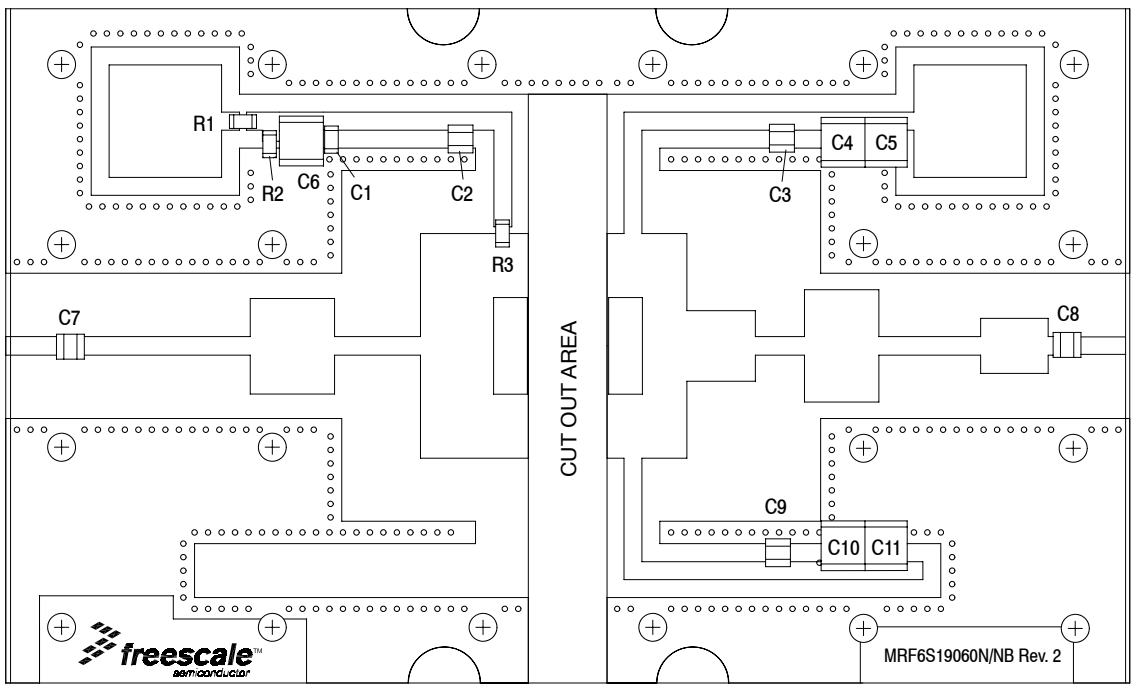 R1
R2
C6
C1
C2
R3
C3
C4
C5
C7
C8
CUT OUT AREA
C9
C10
C11
freescale™
semiconductor
MRF6S19060N/NB Rev. 2